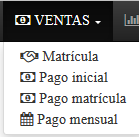 VENTAS
Matrícula
Pago inicial
Pago matrícula
Pago mensual